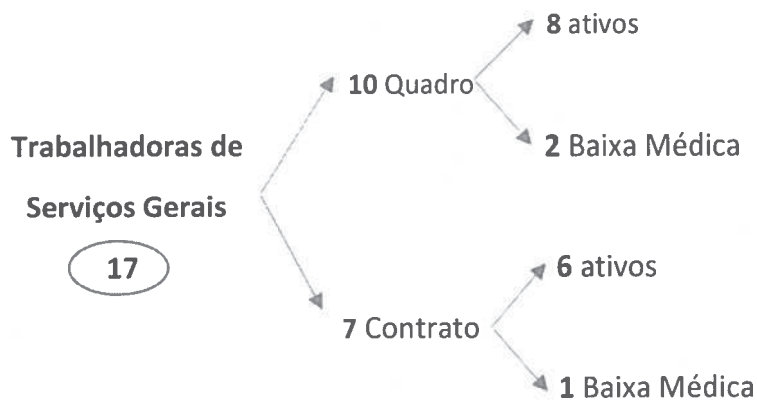 Trabalhadoras de
Serviços Gerais
17
10 Quadro
8 ativos
2 Baixa Médica
7 Contrato
6 ativos
1 Baixa Médica